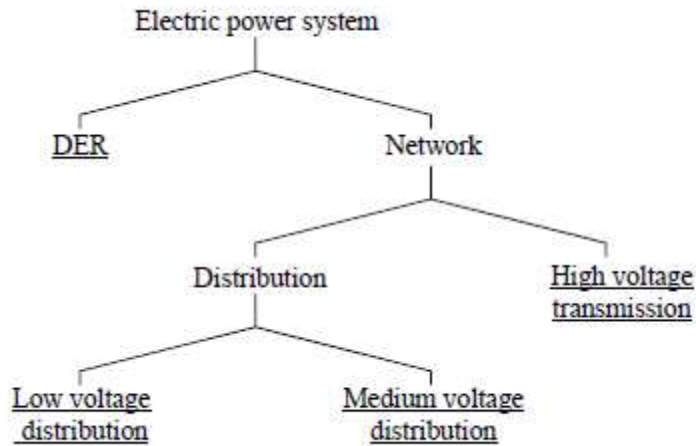 Electric power system
DER
Network
Distribution
High voltage
transmission
Low voltage
distribution
Medium voltage
distribution